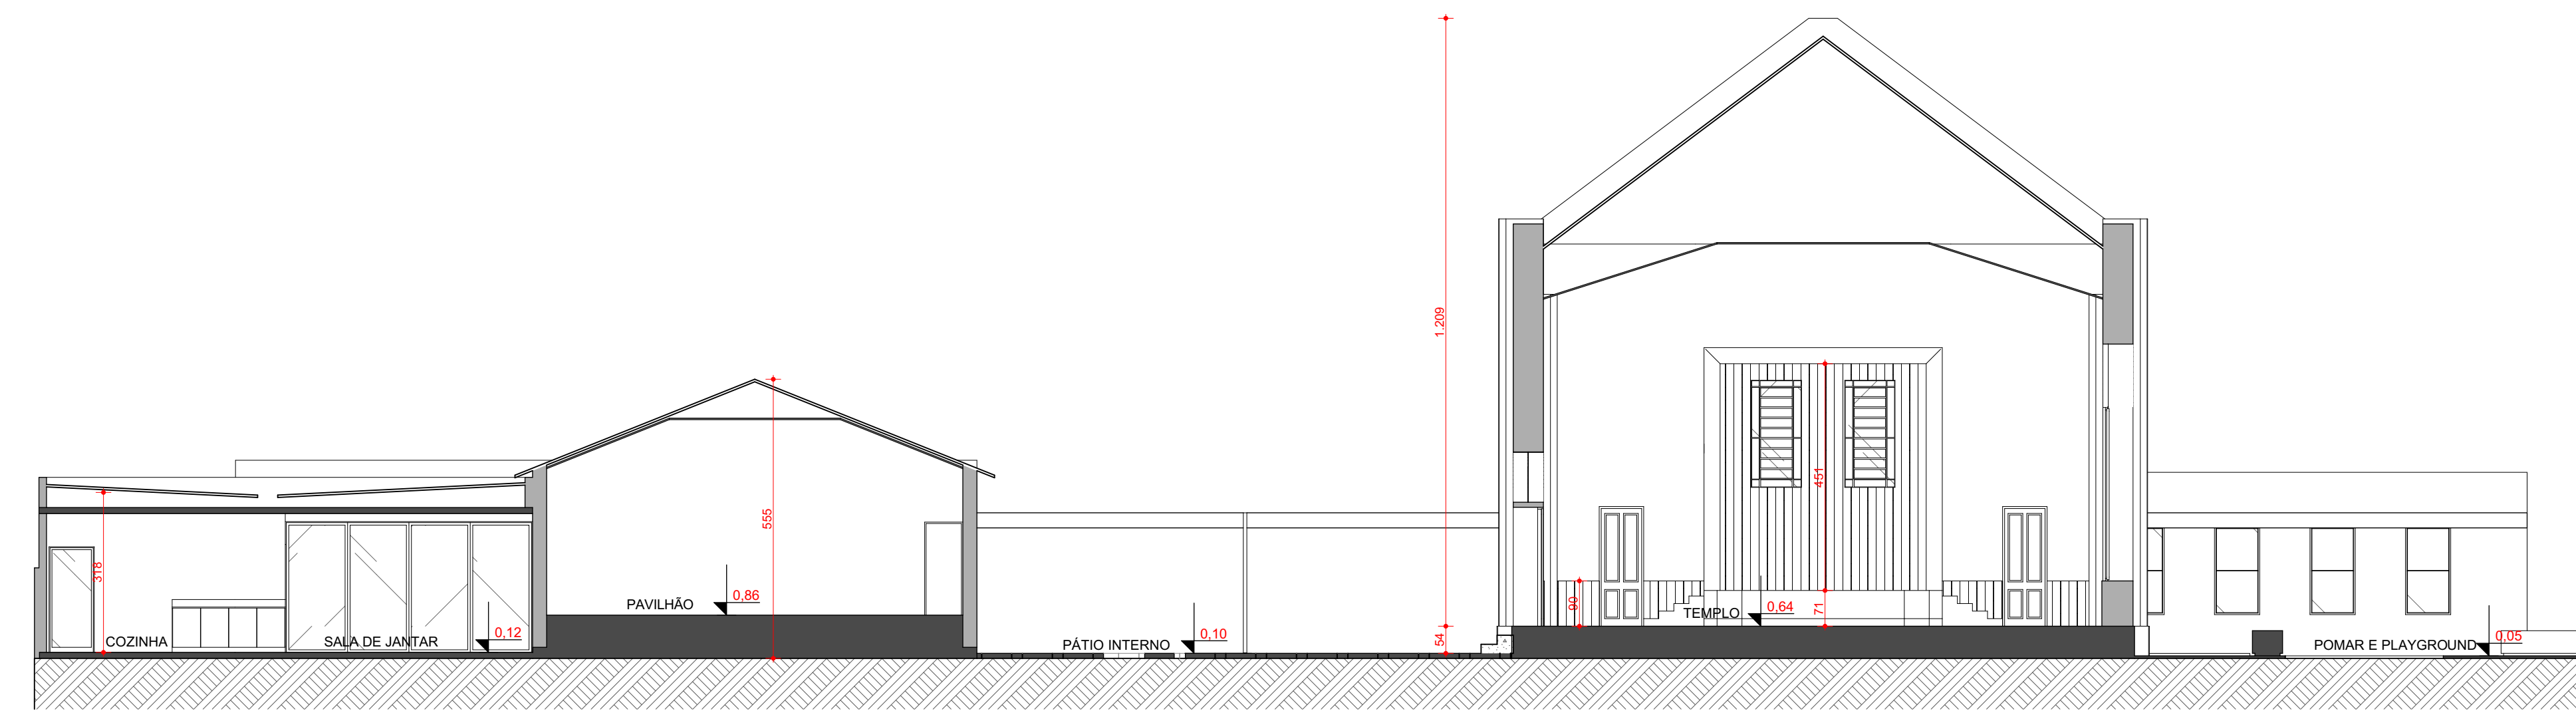 1.209
451
555
318
90
71
54
PAVILHÃO
0,86
TEMPLO
0,64
COZINHA
SALA DE JANTAR
0,12
PÁTIO INTERNO
0,10
POMAR E PLAYGROUND
0,05